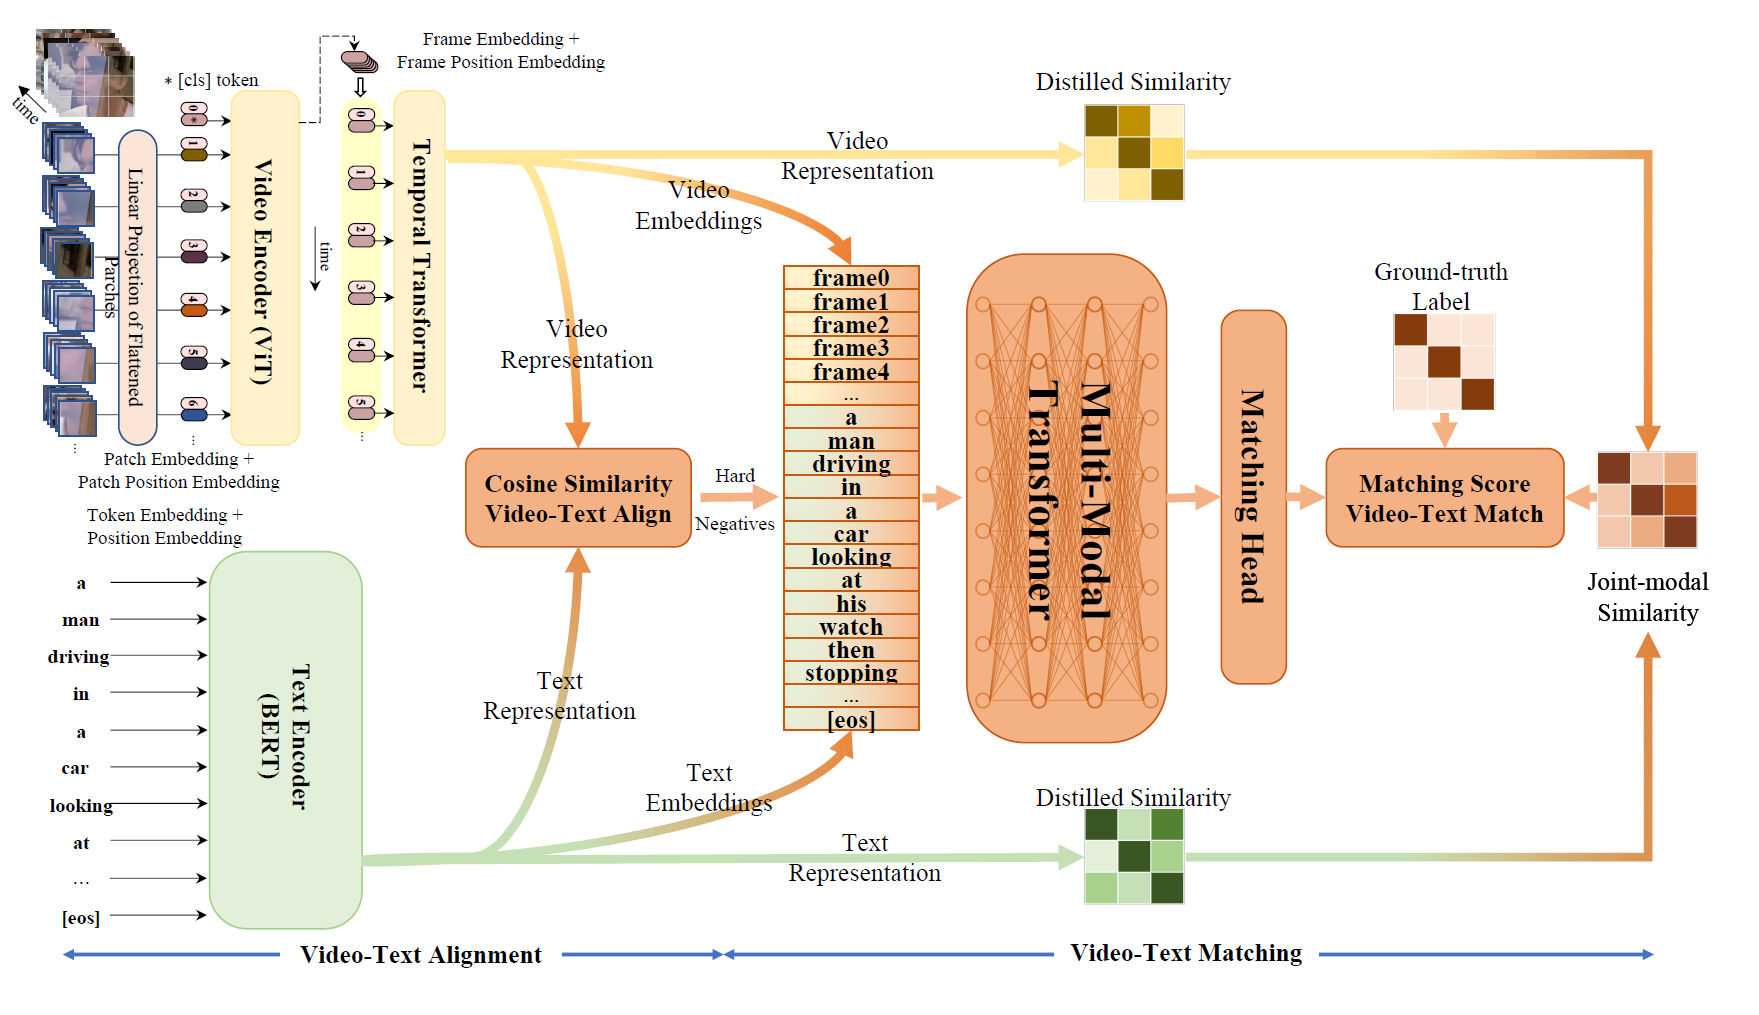 Frame Embedding +
Frame Position Embedding
* [cls] token
time
0
*
1
2
3
4
5
6
...
...
Linear Projection of Flattened
Parches
Video Encoder (ViT)
time
0
1
2
3
4
5
...
Temporal Transformer
Patch Embedding +
Patch Position Embedding
Token Embedding +
Position Embedding
a
man
driving
in
a
car
looking
at
...
[eos]
Text Encoder
(BERT)
Video
Representation
Video
Embeddings
Video
Representation
Cosine Similarity
Video-Text Align
Hard
Negatives
Text
Representation
Text
Embeddings
Text
Representation
frame0
frame1
frame2
frame3
frame4
...
a
man
driving
in
a
car
looking
at
his
watch
then
stopping
...
[eos]
Multi-Modal
Transformer
Matching Head
Distilled Similarity
Ground-truth
Label
Matching Score
Video-Text Match
Joint-modal
Similarity
Distilled Similarity
Video-Text Alignment
Video-Text Matching